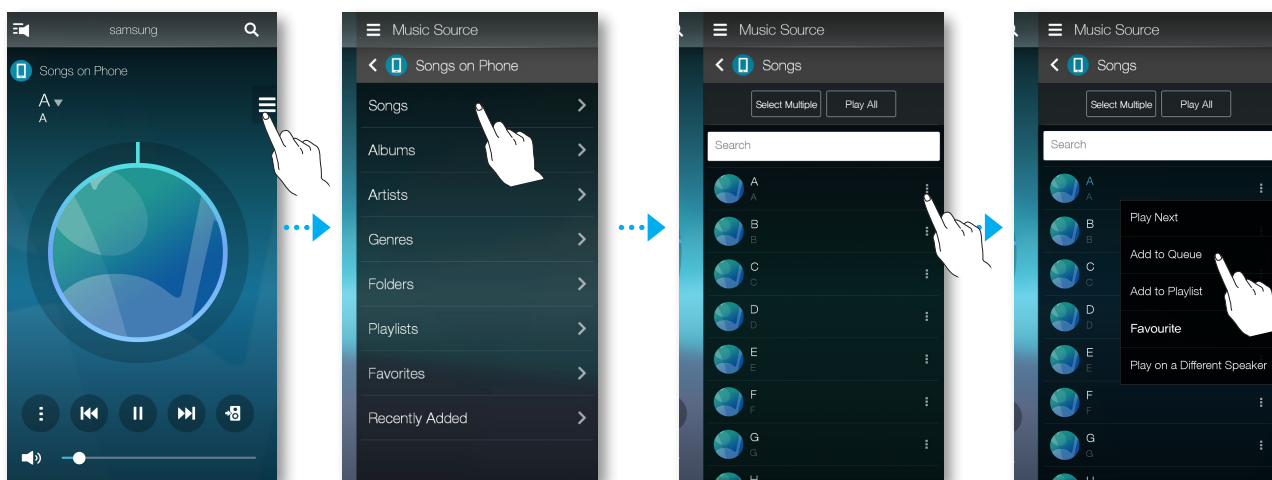 samsung
Songs on Phone
A
A
Music Source
Songs on Phone
Songs
Albums
Artists
Genres
Folders
Playlists
Favorites
Recently Added
Music Source
Songs
Select Multiple
Play All
Search
A
A
B
B
C
C
D
D
E
E
F
F
G
G
H
Music Source
Songs
Select Multiple
Play All
Search
A
A
B
B
C
C
D
D
E
E
F
F
G
G
H
Play Next
Add to Queue
Add to Playlist
Favourite
Play on a Different Speaker